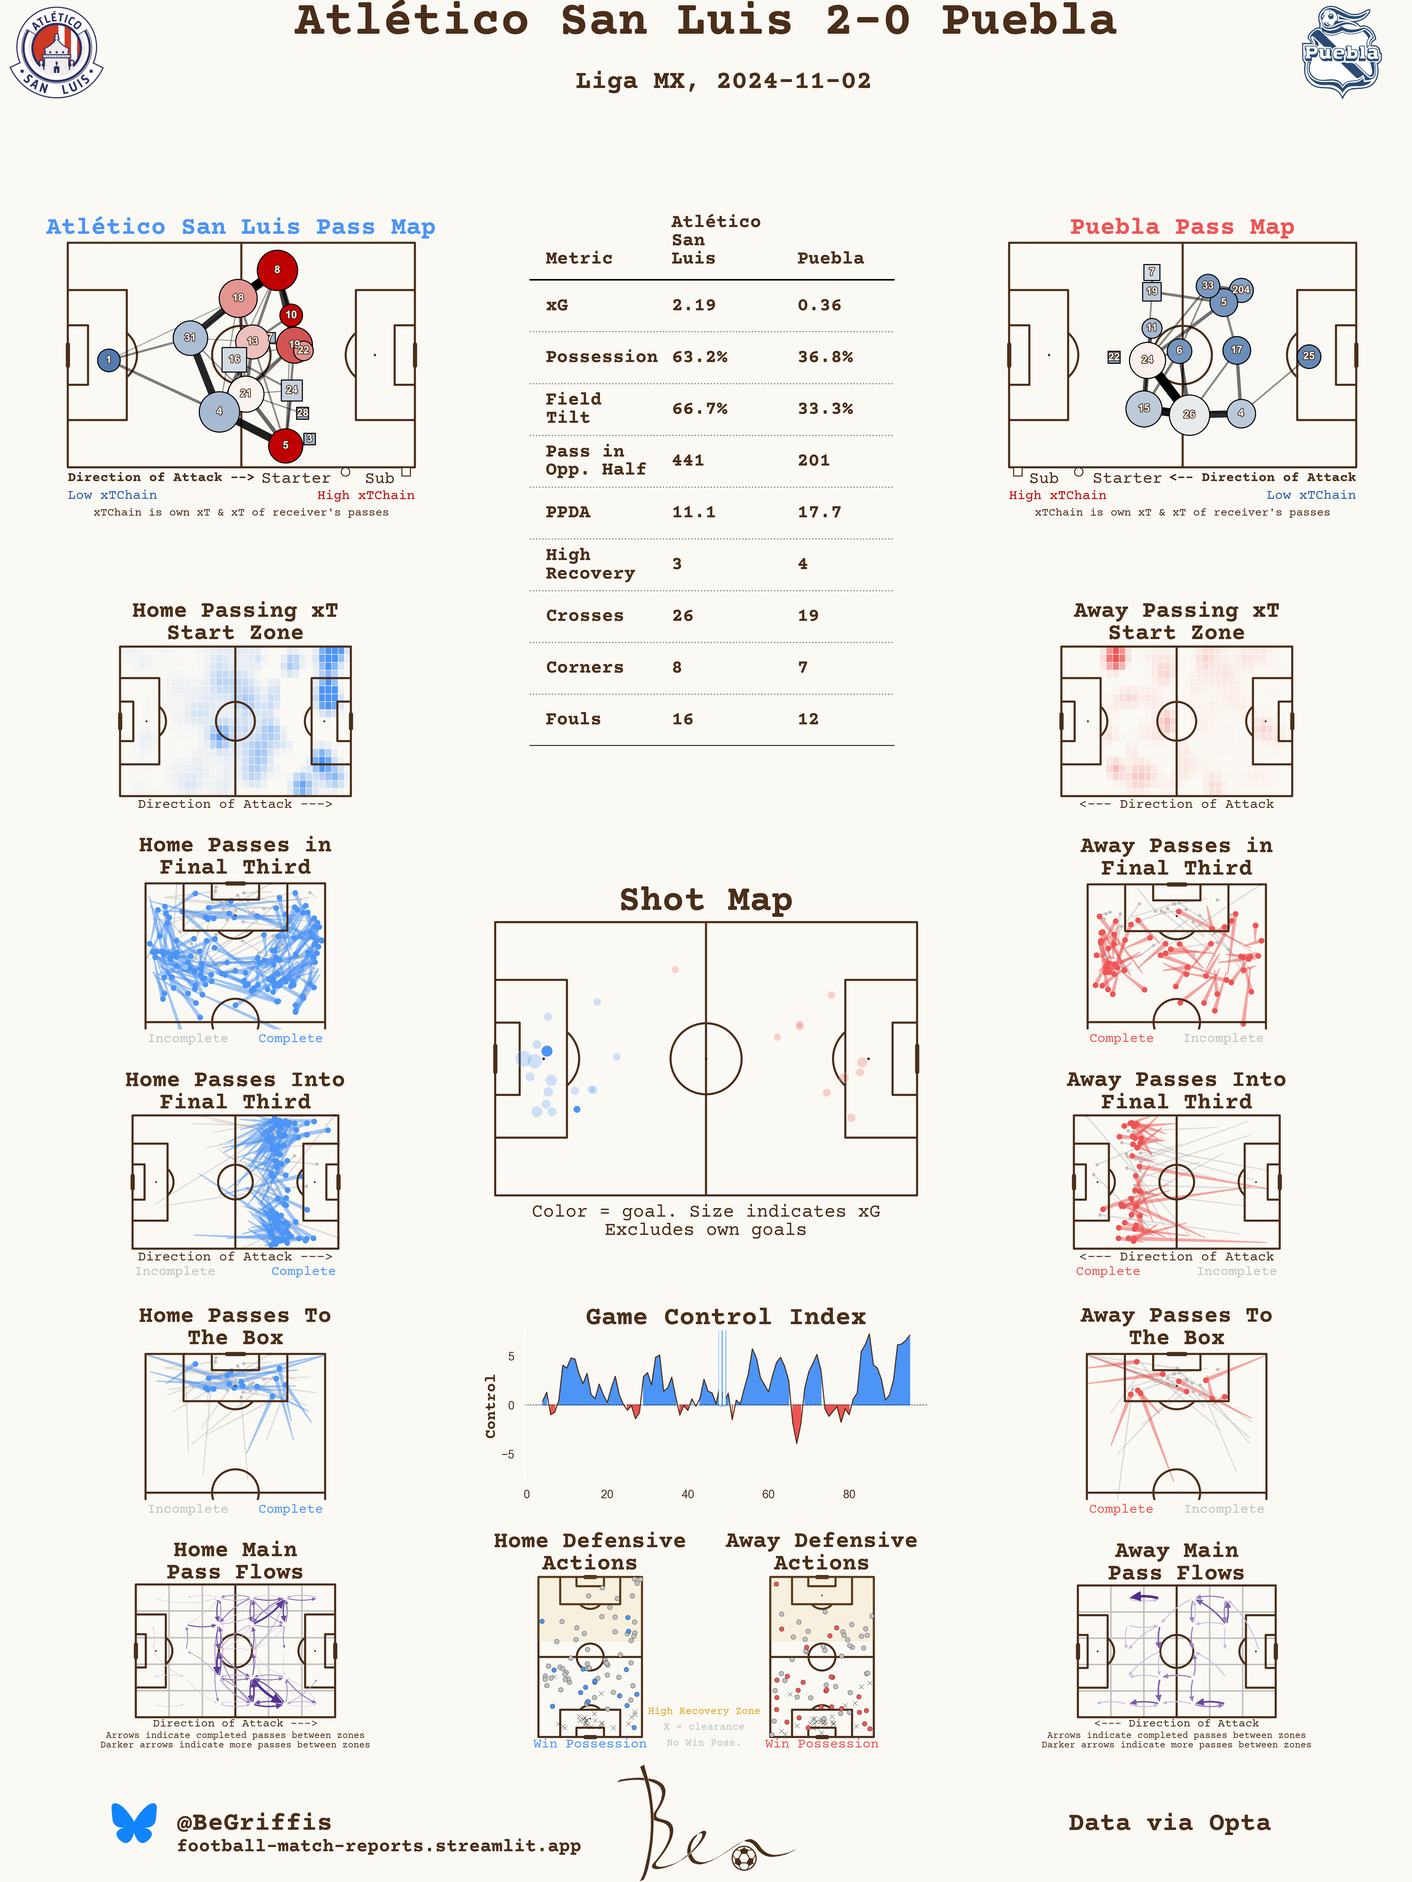 Atlético San Luis 2-0 Puebla
Liga MX, 2024-11-02
ATLÉTICO
SAN LUIS
Puebla
Atlético San Luis Pass Map
8
18
10
31
13
7
19
22
1
16
21
24
4
28
5
3
Direction of Attack --> Starter Sub
Low xTChain High xTChain
xTChain is own xT & xT of receiver's passes
Metric Atlético San Luis Puebla
xG 2.19 0.36
Possession 63.2% 36.8%
Field Tilt 66.7% 33.3%
Pass in Opp. Half 441 201
PPDA 11.1 17.7
High Recovery 3 4
Crosses 26 19
Corners 8 7
Fouls 16 12
Puebla Pass Map
7
33
19
204
5
11
22
24
6
17
25
15
26
4
Sub Starter <-- Direction of Attack
High xTChain Low xTChain
xTChain is own xT & xT of receiver's passes
Home Passing xT
Start Zone
Direction of Attack --->
Away Passing xT
Start Zone
<--- Direction of Attack
Home Passes in
Final Third
Incomplete Complete
Away Passes in
Final Third
Complete Incomplete
Shot Map
Color = goal. Size indicates xG
Excludes own goals
Home Passes Into
Final Third
Direction of Attack --->
Incomplete Complete
Away Passes Into
Final Third
<--- Direction of Attack
Complete Incomplete
Home Passes To
The Box
Incomplete Complete
Game Control Index
Control
5
0
−5
0 20 40 60 80
Away Passes To
The Box
Complete Incomplete
Home Main
Pass Flows
Direction of Attack --->
Arrows indicate completed passes between zones
Darker arrows indicate more passes between zones
Home Defensive
Actions
Win Possession
High Recovery Zone
X = clearance
No Win Poss.
Away Defensive
Actions
Win Possession
Away Main
Pass Flows
<--- Direction of Attack
Arrows indicate completed passes between zones
Darker arrows indicate more passes between zones
@BeGriffis
football-match-reports.streamlit.app
Ben
Data via Opta